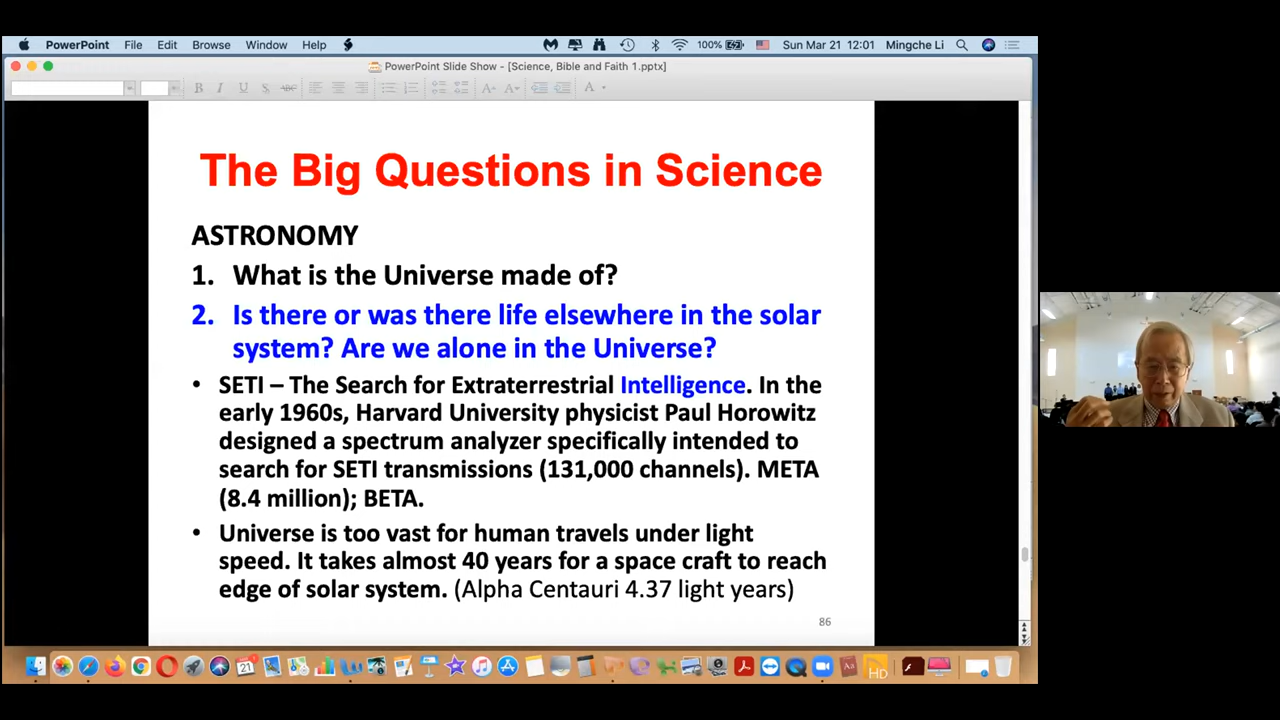 PowerPoint File Edit Browse Window Help 100% Sun Mar 21 12:01 Mingche Li
PowerPoint Slide Show - [Science, Bible and Faith 1.pptx]
B I U S ABC A A A
The Big Questions in Science
ASTRONOMY
1. What is the Universe made of?
2. Is there or was there life elsewhere in the solar
system? Are we alone in the Universe?
• SETI – The Search for Extraterrestrial Intelligence. In the
early 1960s, Harvard University physicist Paul Horowitz
designed a spectrum analyzer specifically intended to
search for SETI transmissions (131,000 channels). META
(8.4 million); BETA.
• Universe is too vast for human travels under light
speed. It takes almost 40 years for a space craft to reach
edge of solar system. (Alpha Centauri 4.37 light years)
86
21
Aa
HD